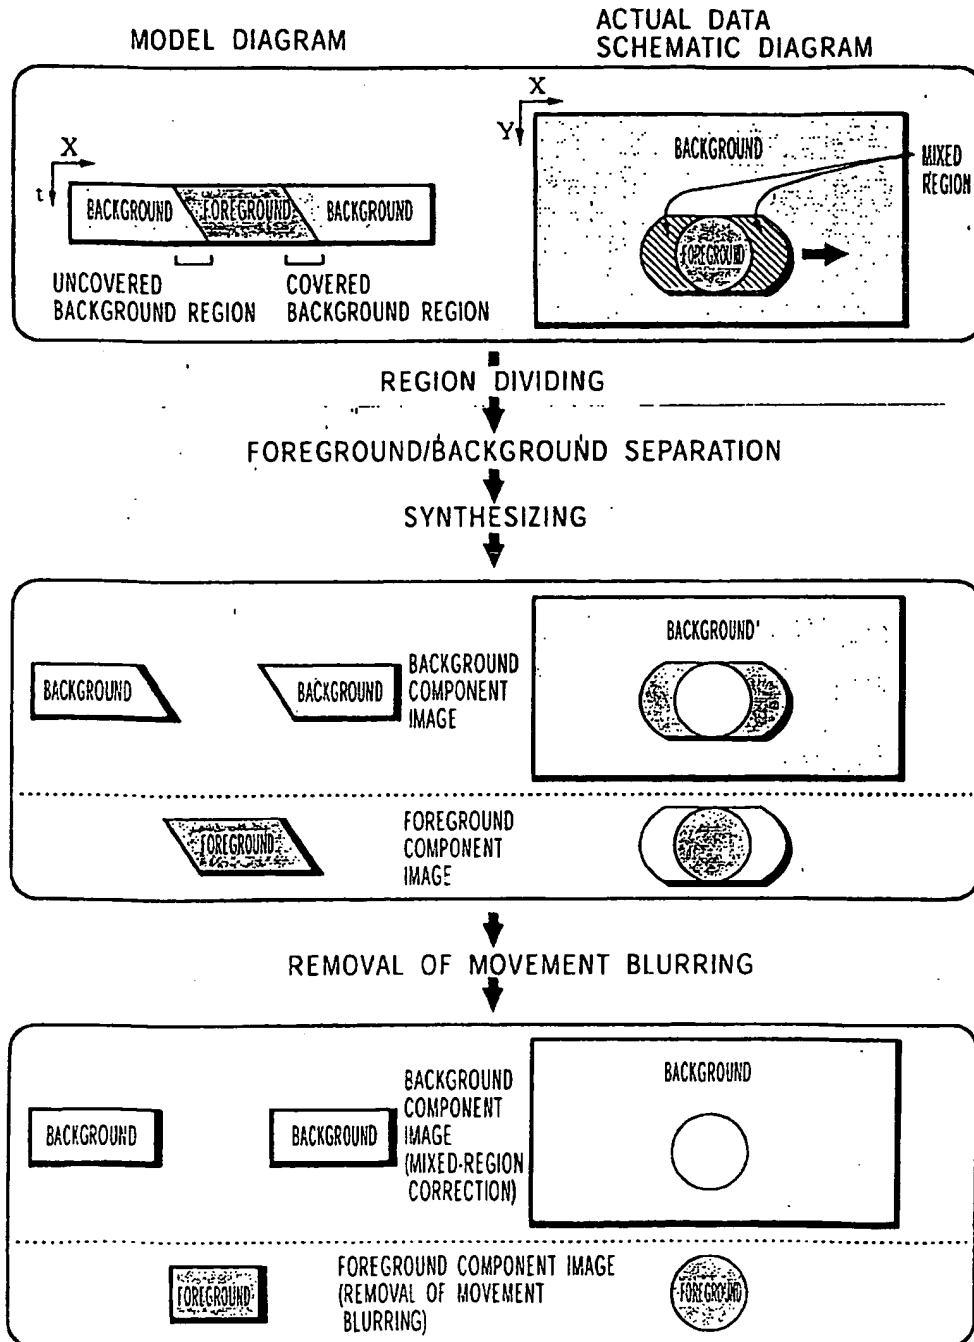 MODEL DIAGRAM
ACTUAL DATA
SCHEMATIC DIAGRAM
X
t
BACKGROUND
FOREGROUND
BACKGROUND
UNCOVERED
BACKGROUND REGION
COVERED
BACKGROUND REGION
X
Y
BACKGROUND
MIXED
REGION
FOREGROUND
REGION DIVIDING
FOREGROUND/BACKGROUND SEPARATION
SYNTHESIZING
BACKGROUND
BACKGROUND
BACKGROUND
COMPONENT
IMAGE
BACKGROUND'
FOREGROUND
FOREGROUND
COMPONENT
IMAGE
REMOVAL OF MOVEMENT BLURRING
BACKGROUND
BACKGROUND
BACKGROUND
COMPONENT
IMAGE
(MIXED-REGION
CORRECTION)
BACKGROUND
FOREGROUND
FOREGROUND COMPONENT IMAGE
(REMOVAL OF MOVEMENT
BLURRING)
FOREGROUND